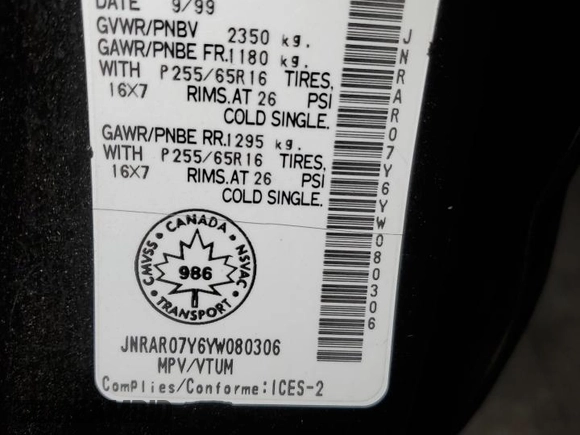 DATE 9/99
GVWR/PNBV 2350 kg.
GAWR/PNBE FR.1180 kg.
WITH P255/65R16 TIRES,
16X7 RIMS.AT 26 PSI
COLD SINGLE.
GAWR/PNBE RR.1295 kg.
WITH P255/65R16 TIRES,
16X7 RIMS.AT 26 PSI
COLD SINGLE.
CANADA
CMVSS NSVAC
986
TRANSPORT
JNRAR07Y6YW080306
MPV/VTUM
Complies/Conforme:ICES-2
JNRAR07Y6YW080306